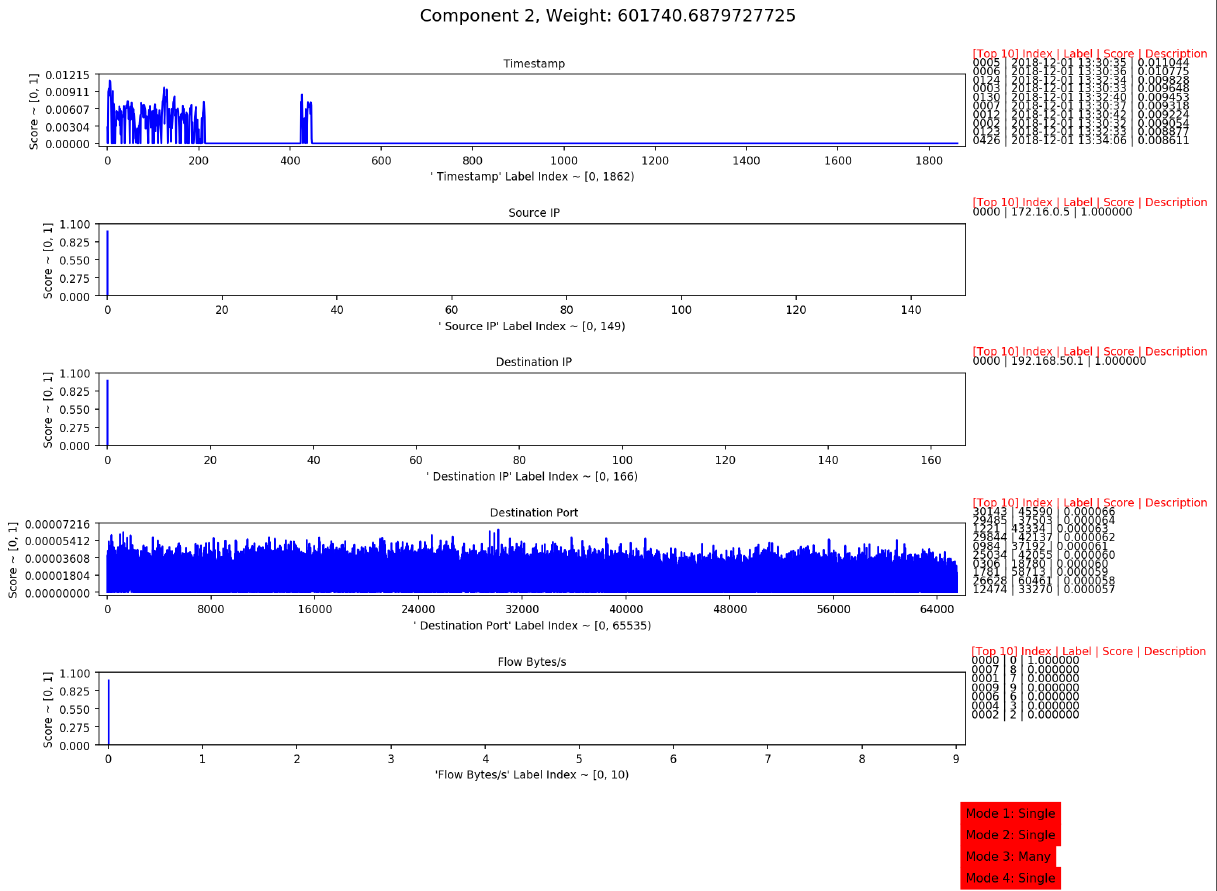 Component 2, Weight: 601740.6879727725
Timestamp
Score ~ [0, 1]
0.01215
0.00911
0.00607
0.00304
0.00000
0 200 400 600 800 1000 1200 1400 1600 1800
' Timestamp' Label Index ~ [0, 1862)
[Top 10] Index | Label | Score | Description
0005 | 2018-12-01 13:30:35 | 0.011044
0006 | 2018-12-01 13:30:36 | 0.010775
0124 | 2018-12-01 13:32:34 | 0.009828
0003 | 2018-12-01 13:30:33 | 0.009648
0130 | 2018-12-01 13:32:40 | 0.009453
0007 | 2018-12-01 13:30:37 | 0.009318
0012 | 2018-12-01 13:30:42 | 0.009224
0002 | 2018-12-01 13:30:32 | 0.009054
0123 | 2018-12-01 13:32:33 | 0.008877
0426 | 2018-12-01 13:34:06 | 0.008611
Source IP
Score ~ [0, 1]
1.100
0.825
0.550
0.275
0.000
0 20 40 60 80 100 120 140
' Source IP' Label Index ~ [0, 149)
[Top 10] Index | Label | Score | Description
0000 | 172.16.0.5 | 1.000000
Destination IP
Score ~ [0, 1]
1.100
0.825
0.550
0.275
0.000
0 20 40 60 80 100 120 140 160
' Destination IP' Label Index ~ [0, 166)
[Top 10] Index | Label | Score | Description
0000 | 192.168.50.1 | 1.000000
Destination Port
Score ~ [0, 1]
0.00007216
0.00005412
0.00003608
0.00001804
0.00000000
0 8000 16000 24000 32000 40000 48000 56000 64000
' Destination Port' Label Index ~ [0, 65535)
[Top 10] Index | Label | Score | Description
30143 | 45590 | 0.000066
29485 | 37503 | 0.000064
1221 | 43334 | 0.000063
29844 | 42137 | 0.000062
0984 | 37192 | 0.000061
25034 | 42055 | 0.000060
0306 | 18780 | 0.000060
1781 | 58713 | 0.000059
26628 | 60461 | 0.000058
12474 | 33270 | 0.000057
Flow Bytes/s
Score ~ [0, 1]
1.100
0.825
0.550
0.275
0.000
0 1 2 3 4 5 6 7 8 9
'Flow Bytes/s' Label Index ~ [0, 10)
[Top 10] Index | Label | Score | Description
0000 | 0 | 1.000000
0007 | 8 | 0.000000
0001 | 7 | 0.000000
0009 | 9 | 0.000000
0006 | 6 | 0.000000
0004 | 3 | 0.000000
0002 | 2 | 0.000000
Mode 1: Single
Mode 2: Single
Mode 3: Many
Mode 4: Single